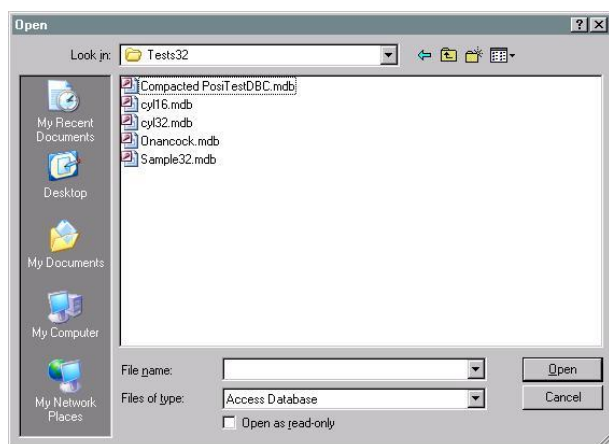 Open
Look in: Tests32
My Recent
Documents
Desktop
My Documents
My Computer
My Network
Places
Compacted PosiTestDBC.mdb
cyl16.mdb
cyl32.mdb
Onancock.mdb
Sample32.mdb
File name:
Open
Files of type: Access Database
Cancel
Open as read-only